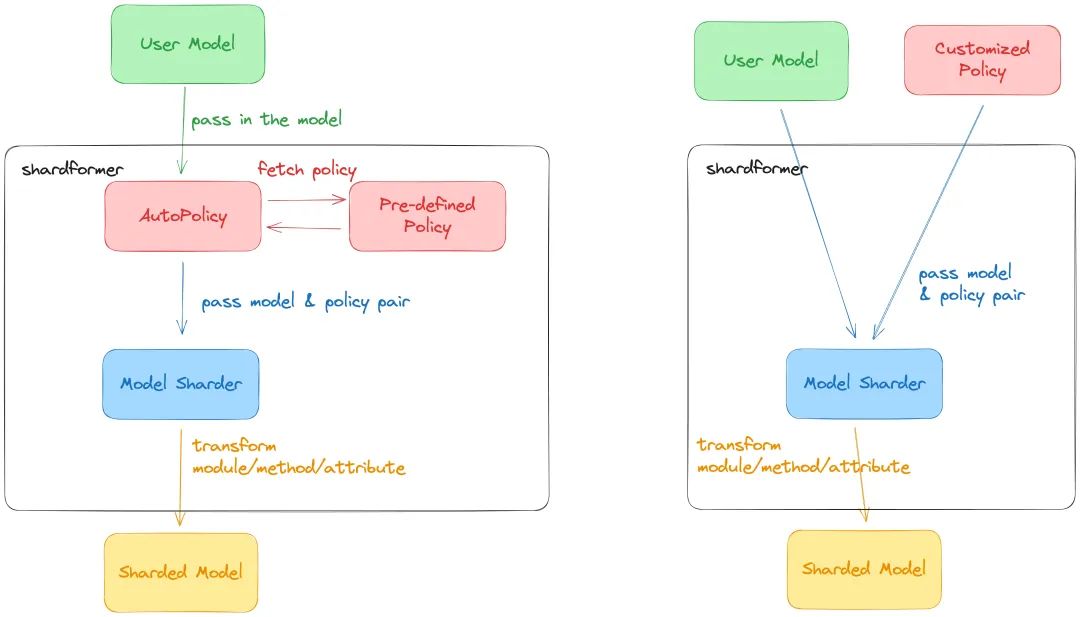 User Model
pass in the model
shardformer
fetch policy
AutoPolicy
Pre-defined
Policy
pass model & policy pair
Model Sharder
transform
module/method/attribute
Sharded Model
User Model
Customized
Policy
shardformer
pass model
& policy pair
Model Sharder
transform
module/method/attribute
Sharded Model